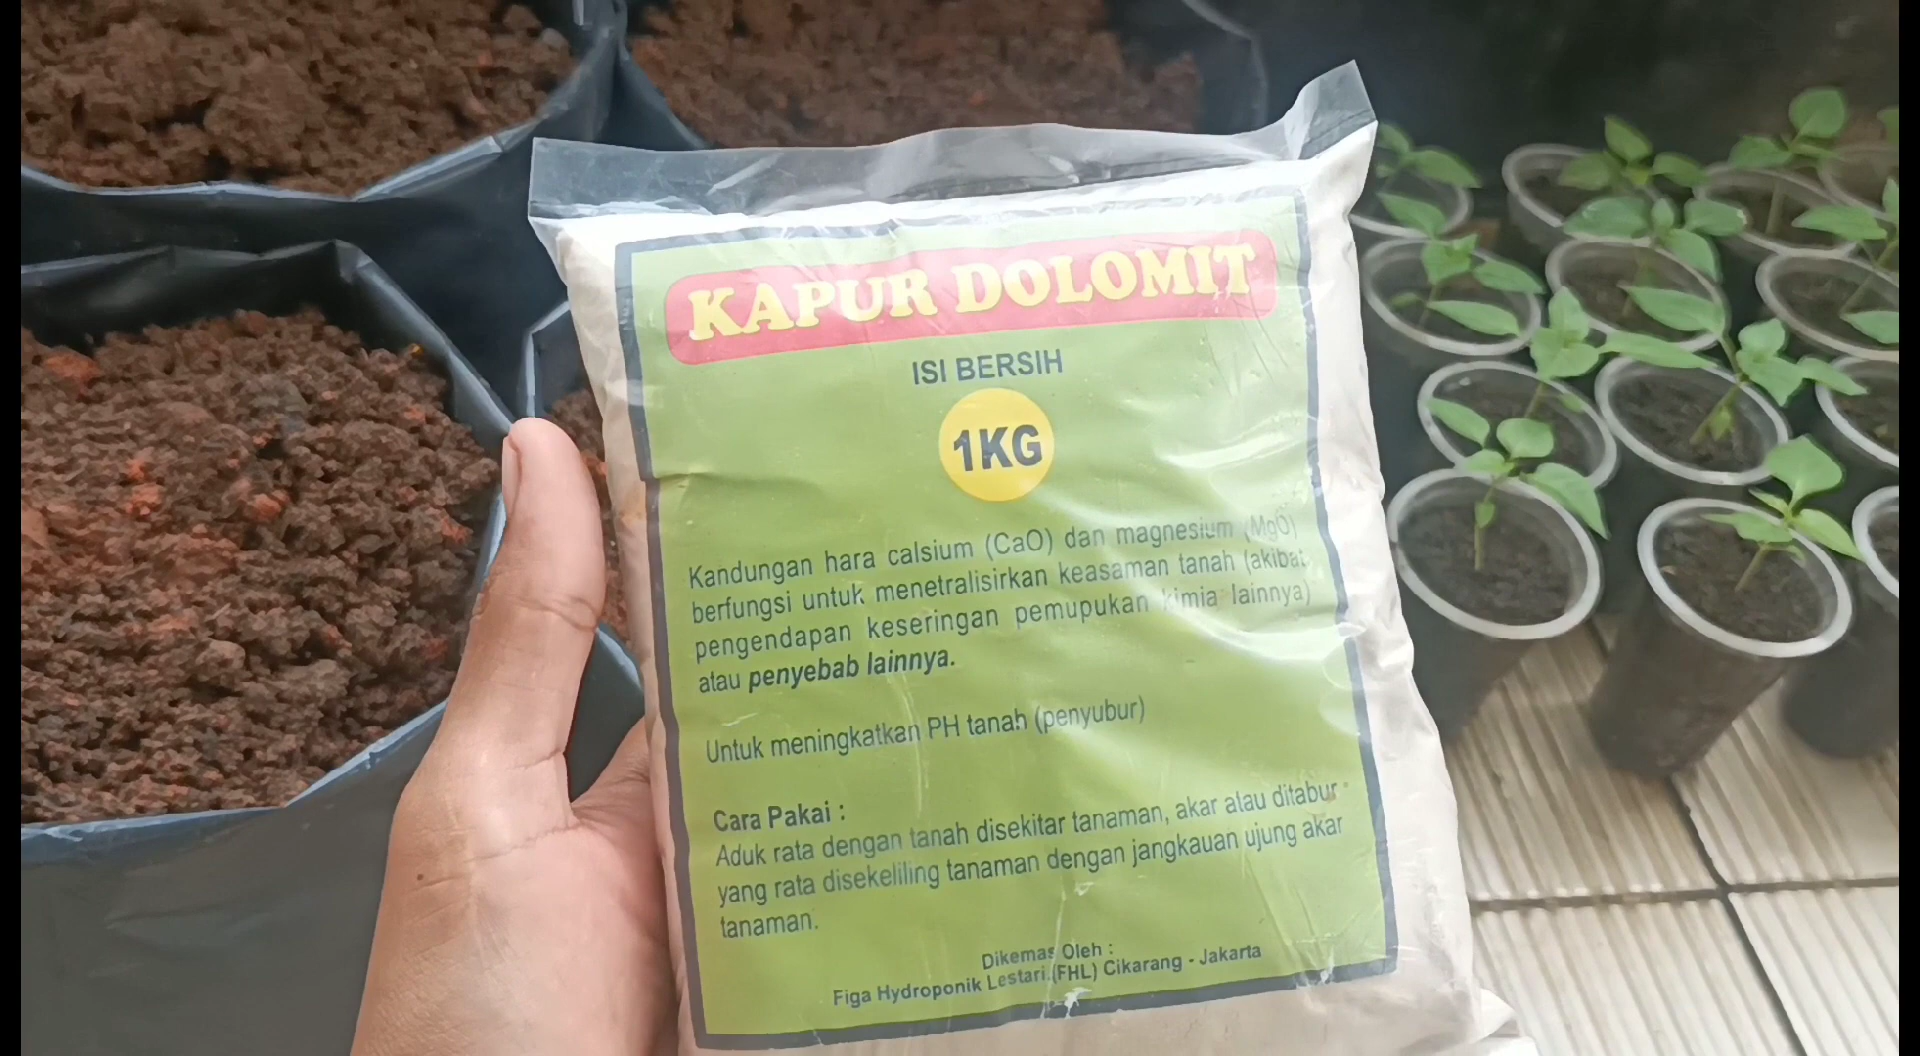 KAPUR DOLOMIT
ISI BERSIH
1KG
Kandungan hara calsium (CaO) dan magnesium (MgO)
berfungsi untuk menetralisirkan keasaman tanah (akibat
pengendapan keseringan pemupukan kimia lainnya)
atau penyebab lainnya.
Untuk meningkatkan PH tanah (penyubur)
Cara Pakai :
Aduk rata dengan tanah disekitar tanaman, akar atau ditabur
yang rata disekeliling tanaman dengan jangkauan ujung akar
tanaman.
Dikemas Oleh :
Figa Hydroponik Lestari.(FHL) Cikarang - Jakarta